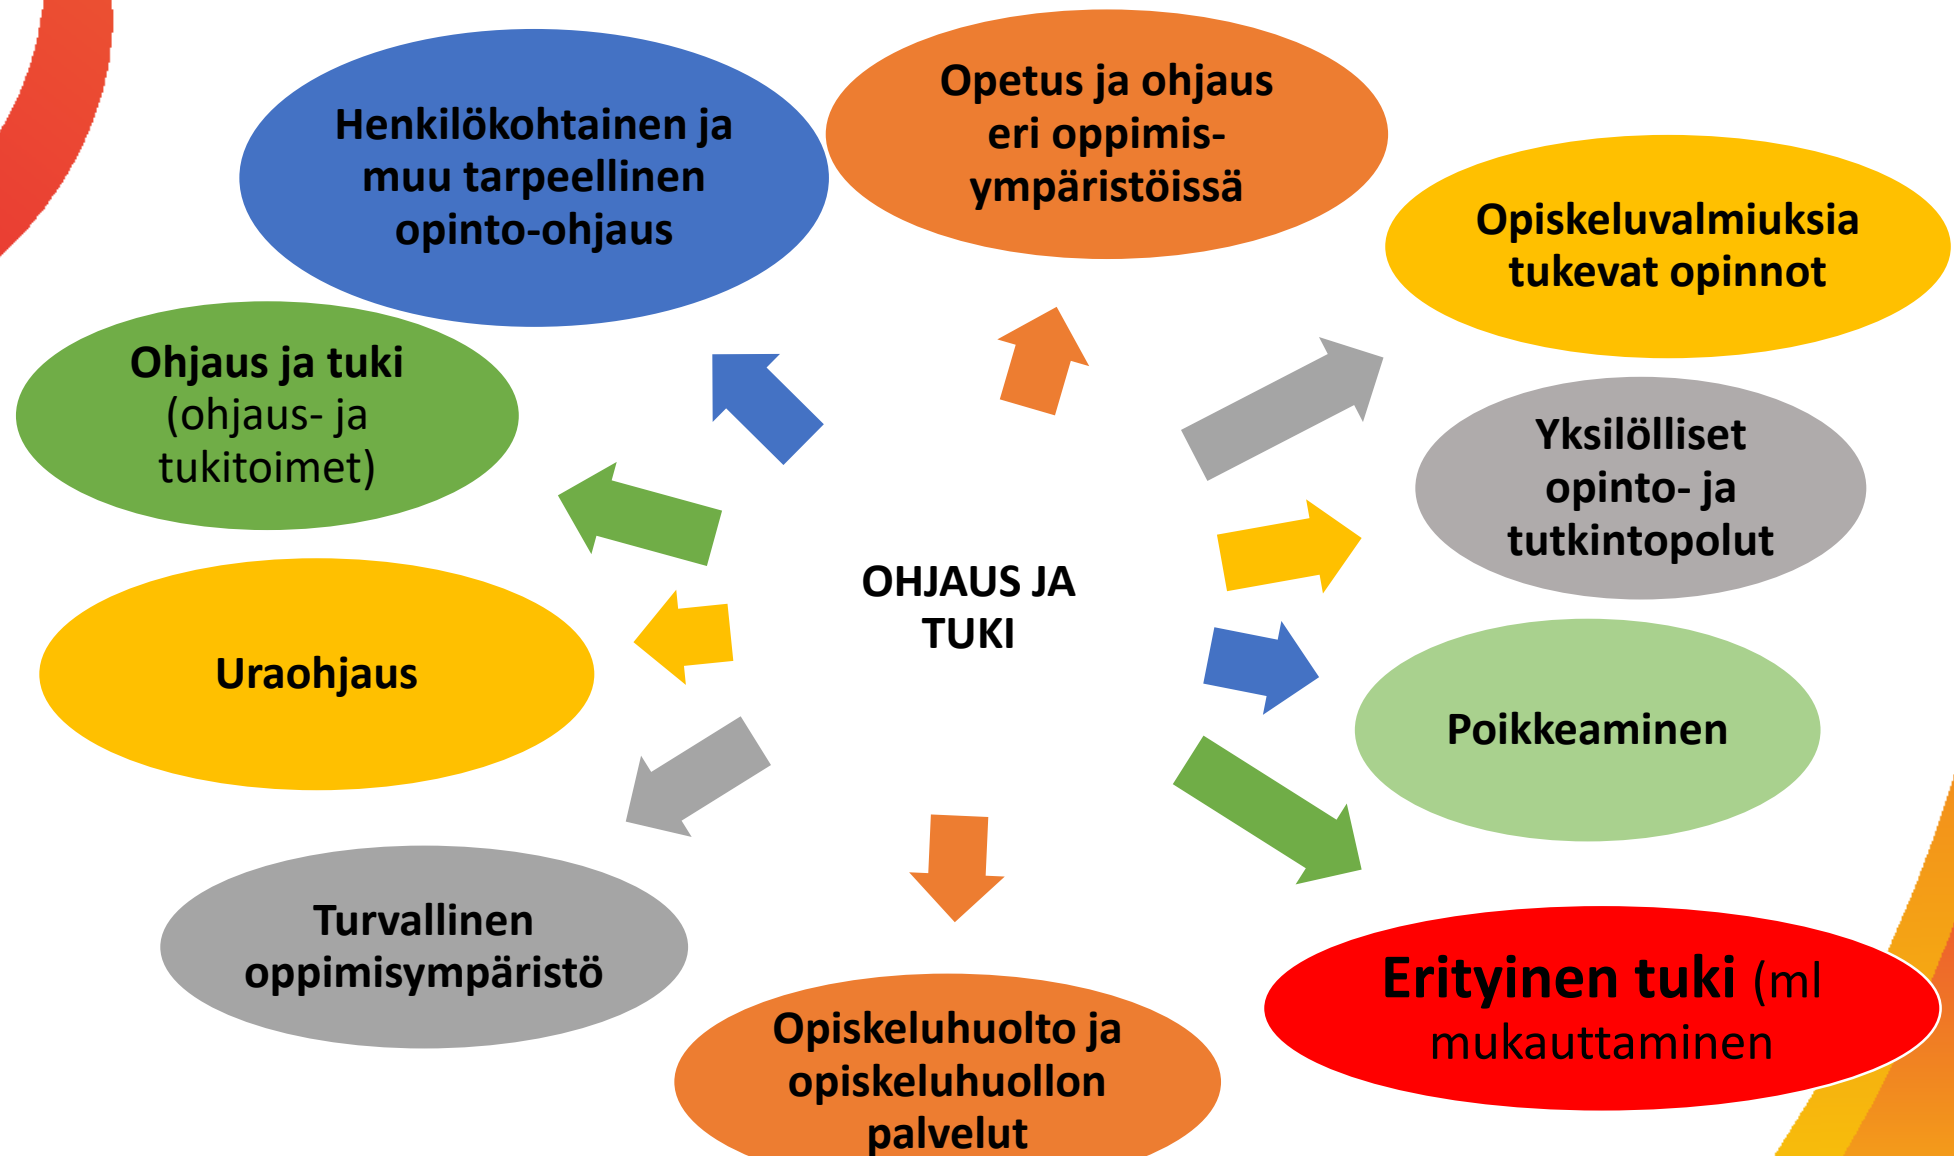 Henkilökohtainen ja
muu tarpeellinen
opinto-ohjaus
Opetus ja ohjaus
eri oppimis-
ympäristöissä
Opiskeluvalmiuksia
tukevat opinnot
Ohjaus ja tuki
(ohjaus- ja
tukitoimet)
Yksilölliset
opinto- ja
tutkintopolut
OHJAUS JA
TUKI
Uraohjaus
Poikkeaminen
Turvallinen
oppimisympäristö
Erityinen tuki (ml
mukauttaminen
Opiskeluhuolto ja
opiskeluhuollon
palvelut